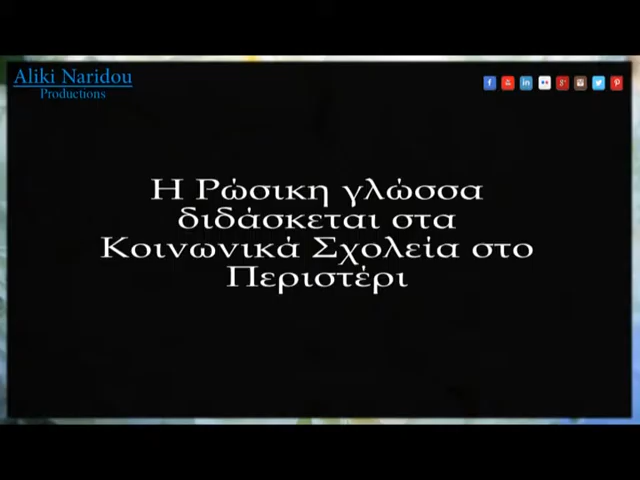 Aliki Naridou
Productions
Η Ρώσικη γλώσσα
διδάσκεται στα
Κοινωνικά Σχολεία στο
Περιστέρι